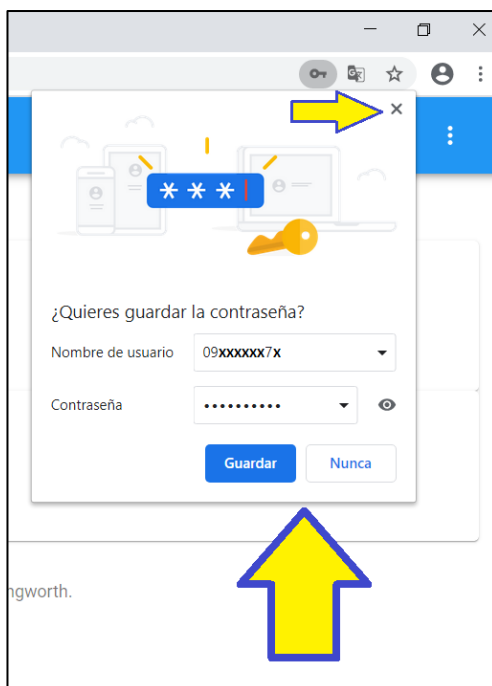 ***
¿Quieres guardar la contraseña?
Nombre de usuario 09xxxxxx7x
Contraseña ••••••••••
Guardar Nunca
ngworth.